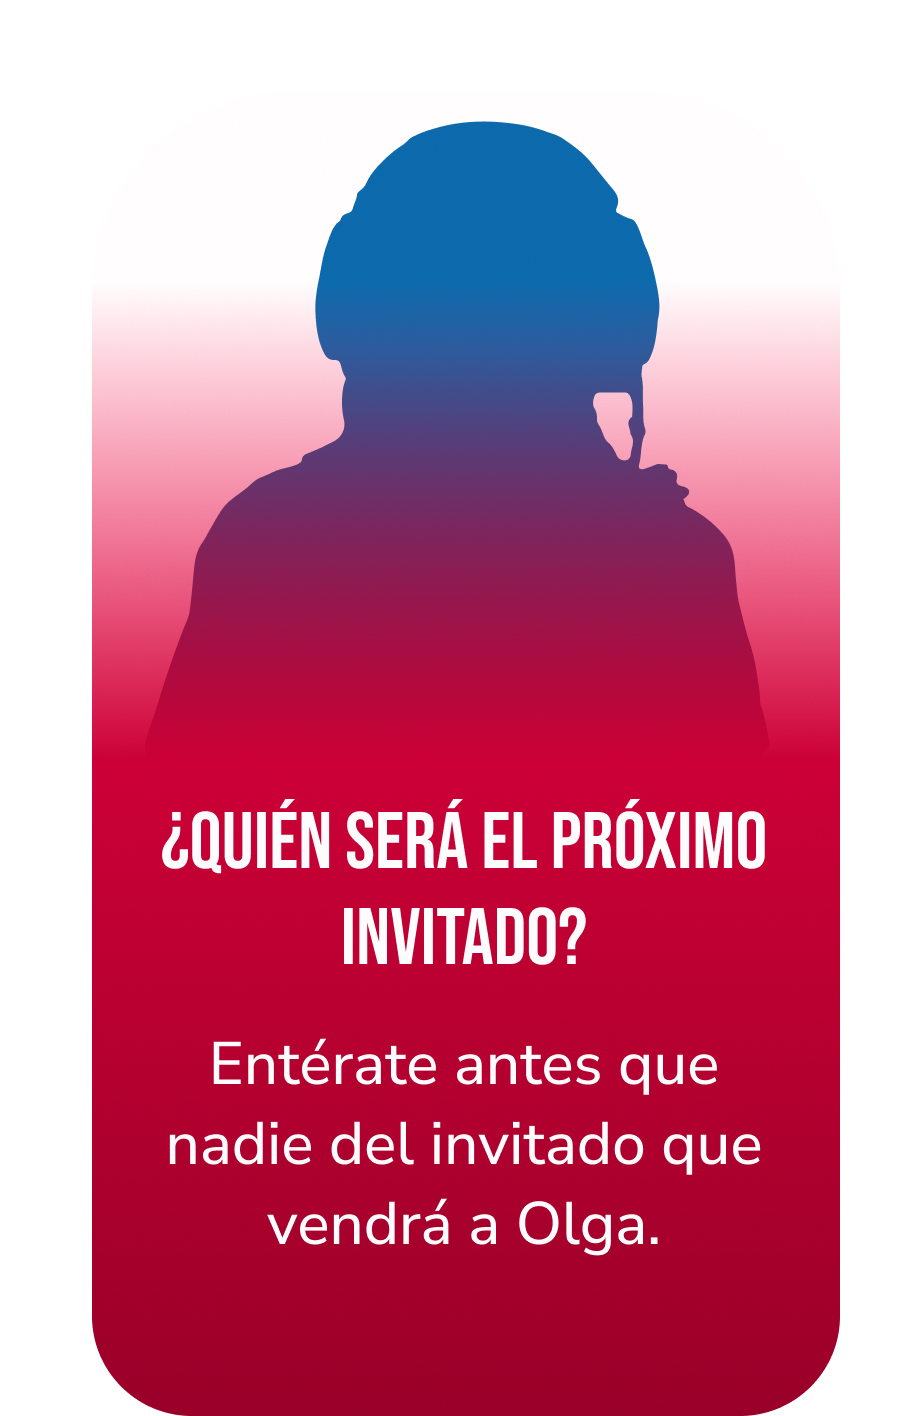 ¿QUIÉN SERÁ EL PRÓXIMO
INVITADO?
Entérate antes que
nadie del invitado que
vendrá a Olga.